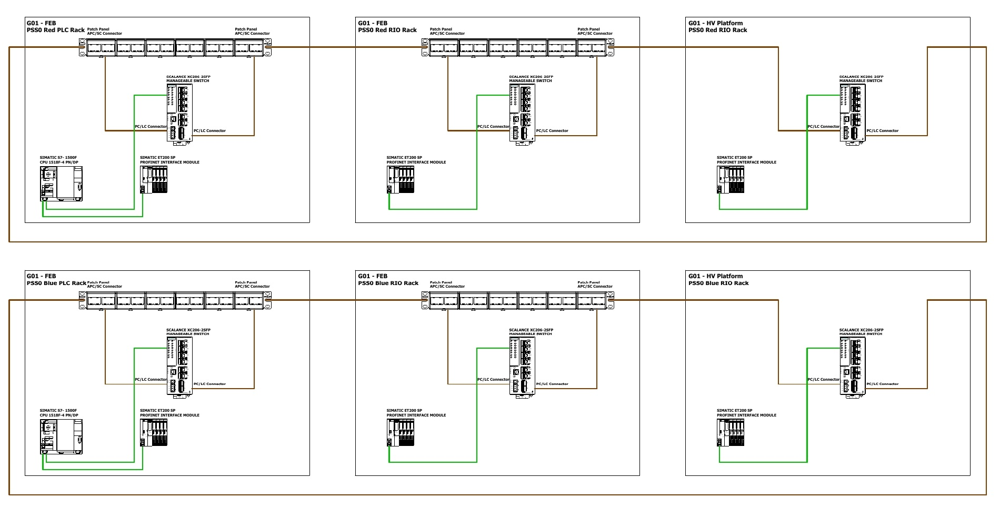 G01 - FEB
PSS0 Red PLC Rack
Patch Panel
APC/SC Connector
Patch Panel
APC/SC Connector
SCALANCE XC206-2SFP
MANAGEABLE SWITCH
PC/LC Connector
PC/LC Connector
SIMATIC S7- 1500F
CPU 1518F-4 PN/DP
SIMATIC ET200 SP
PROFINET INTERFACE MODULE
G01 - FEB
PSS0 Red RIO Rack
Patch Panel
APC/SC Connector
Patch Panel
APC/SC Connector
SCALANCE XC206-2SFP
MANAGEABLE SWITCH
PC/LC Connector
PC/LC Connector
SIMATIC ET200 SP
PROFINET INTERFACE MODULE
G01 - HV Platform
PSS0 Red RIO Rack
SCALANCE XC206-2SFP
MANAGEABLE SWITCH
PC/LC Connector
PC/LC Connector
SIMATIC ET200 SP
PROFINET INTERFACE MODULE
G01 - FEB
PSS0 Blue PLC Rack
Patch Panel
APC/SC Connector
Patch Panel
APC/SC Connector
SCALANCE XC206-2SFP
MANAGEABLE SWITCH
PC/LC Connector
PC/LC Connector
SIMATIC S7- 1500F
CPU 1518F-4 PN/DP
SIMATIC ET200 SP
PROFINET INTERFACE MODULE
G01 - FEB
PSS0 Blue RIO Rack
Patch Panel
APC/SC Connector
Patch Panel
APC/SC Connector
SCALANCE XC206-2SFP
MANAGEABLE SWITCH
PC/LC Connector
PC/LC Connector
SIMATIC ET200 SP
PROFINET INTERFACE MODULE
G01 - HV Platform
PSS0 Blue RIO Rack
SCALANCE XC206-2SFP
MANAGEABLE SWITCH
PC/LC Connector
PC/LC Connector
SIMATIC ET200 SP
PROFINET INTERFACE MODULE